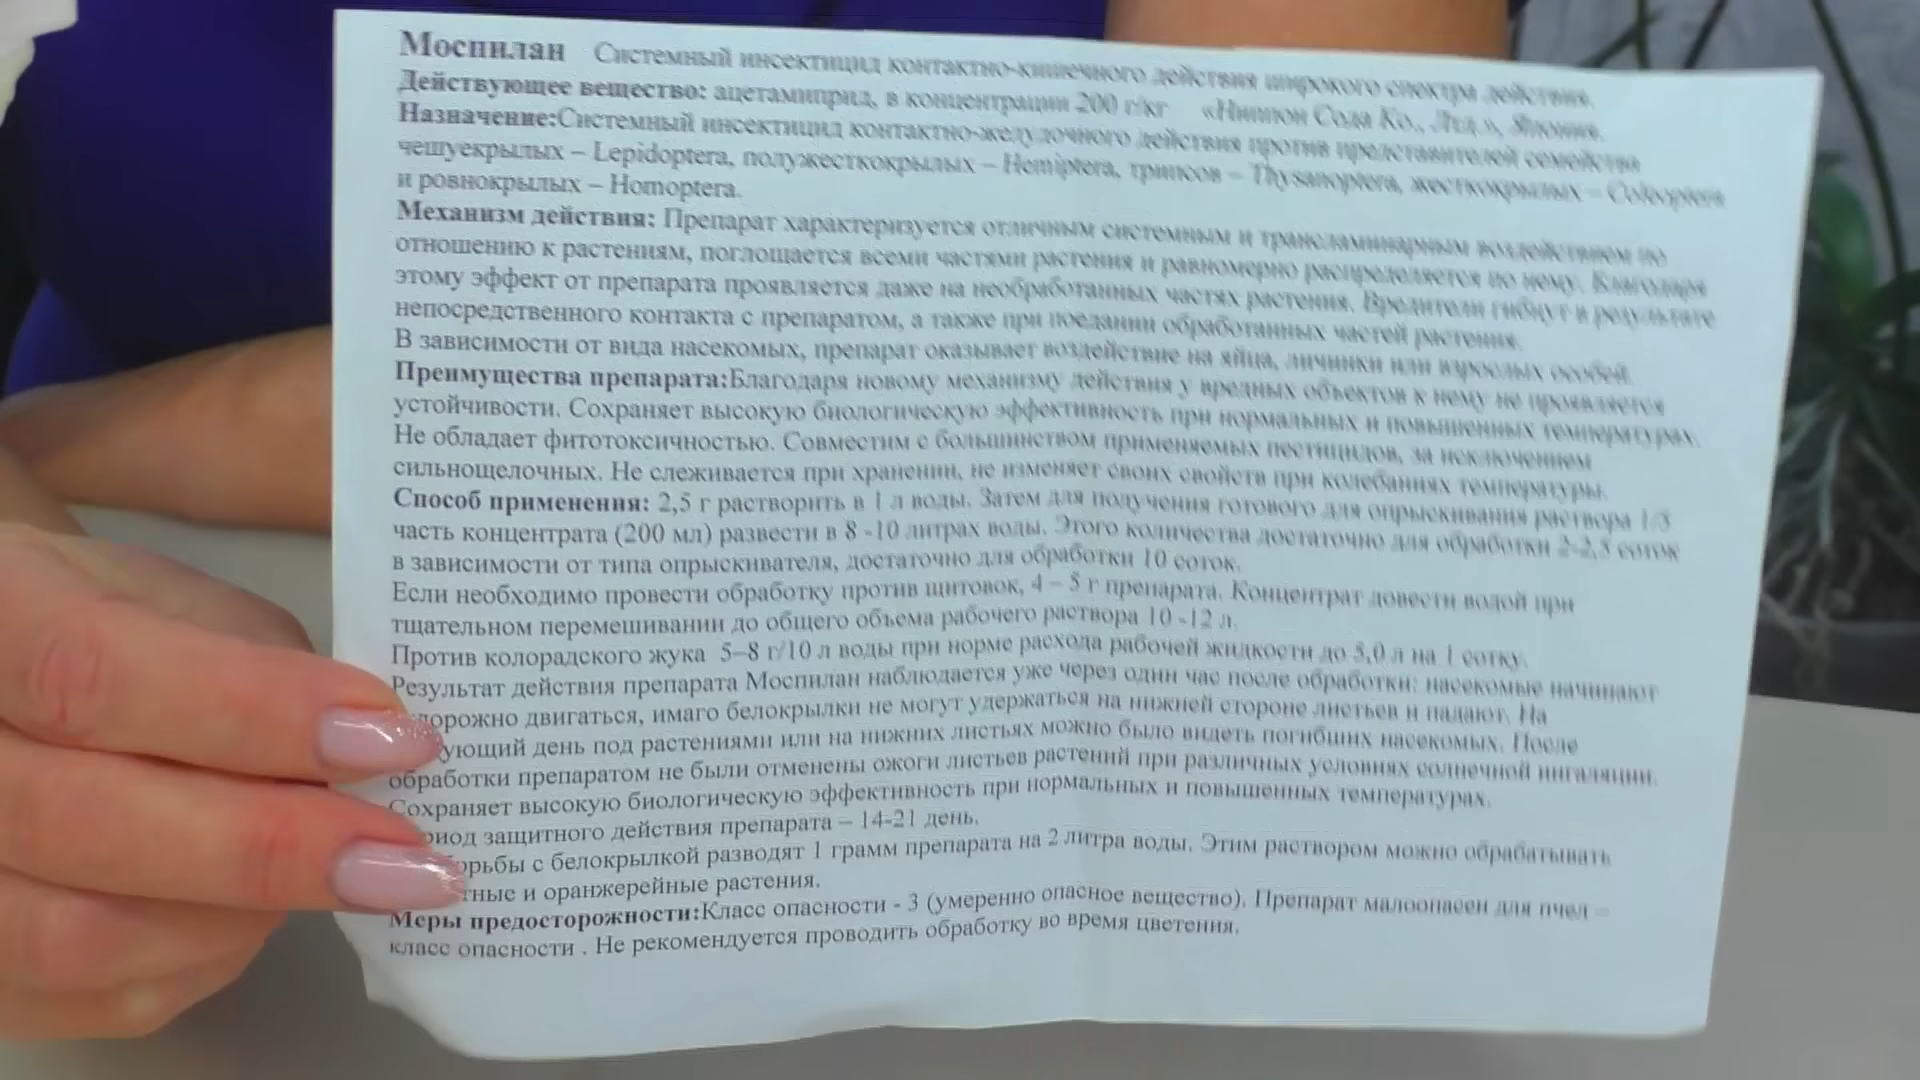 Моспилан Системный инсектицид контактно-кишечного действия широкого спектра действия.
Действующее вещество: ацетамиприд, в концентрации 200 г/кг «Ниппон Сода Ко., Лтд.», Япония.
Назначение:Системный инсектицид контактно-желудочного действия против представителей семейства
чешуекрылых – Lepidoptera, полужесткокрылых – Hemiptera, трипсов – Thysanoptera, жесткокрылых – Coleoptera
и ровнокрылых – Homoptera.
Механизм действия: Препарат характеризуется отличным системным и трансламинарным воздействием по
отношению к растениям, поглощается всеми частями растения и равномерно распределяется по нему. Благодаря
этому эффект от препарата проявляется даже на необработанных частях растения. Вредители гибнут в результате
непосредственного контакта с препаратом, а также при поедании обработанных частей растения.
В зависимости от вида насекомых, препарат оказывает воздействие на яйца, личинки или взрослых особей.
Преимущества препарата:Благодаря новому механизму действия у вредных объектов к нему не проявляется
устойчивости. Сохраняет высокую биологическую эффективность при нормальных и повышенных температурах.
Не обладает фитотоксичностью. Совместим с большинством применяемых пестицидов, за исключением
сильнощелочных. Не слеживается при хранении, не изменяет своих свойств при колебаниях температуры.
Способ применения: 2,5 г растворить в 1 л воды. Затем для получения готового для опрыскивания раствора 1/5
часть концентрата (200 мл) развести в 8 -10 литрах воды. Этого количества достаточно для обработки 2-2,5 соток
в зависимости от типа опрыскивателя, достаточно для обработки 10 соток.
Если необходимо провести обработку против щитовок, 4 – 5 г препарата. Концентрат довести водой при
тщательном перемешивании до общего объема рабочего раствора 10 -12 л.
Против колорадского жука 5–8 г/10 л воды при норме расхода рабочей жидкости до 5,0 л на 1 сотку.
Результат действия препарата Моспилан наблюдается уже через один час после обработки: насекомые начинают
дорожно двигаться, имаго белокрылки не могут удержаться на нижней стороне листьев и падают. На
ующий день под растениями или на нижних листьях можно было видеть погибших насекомых. После
обработки препаратом не были отменены ожоги листьев растений при различных условиях солнечной
Сохраняет высокую биологическую эффективность при нормальных и повышенных температурах.
риод защитного действия препарата – 14-21 день.
орьбы с белокрылкой разводят 1 грамм препарата на 2 литра воды. Этим раствором можно обрабатывать
тные и оранжерейные растения.
Меры предосторожности:Класс опасности - 3 (умеренно опасное вещество). Препарат малоопасен для пчел –
класс опасности . Не рекомендуется проводить обработку во время цветения.